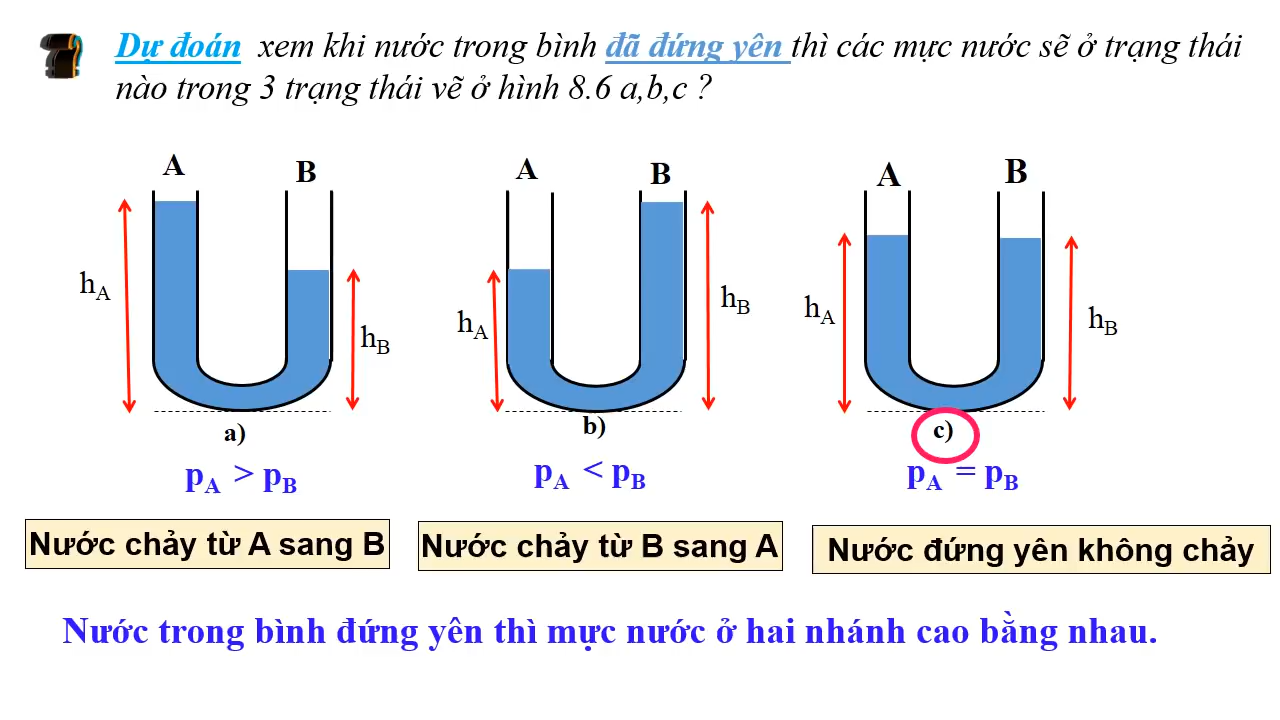 Dự đoán xem khi nước trong bình đã đứng yên thì các mực nước sẽ ở trạng thái
nào trong 3 trạng thái vẽ ở hình 8.6 a,b,c ?
A
B
hA
hB
a)
pA > pB
Nước chảy từ A sang B
A
B
hA
hB
b)
pA < pB
Nước chảy từ B sang A
A
B
hA
hB
c)
pA = pB
Nước đứng yên không chảy
Nước trong bình đứng yên thì mực nước ở hai nhánh cao bằng nhau.